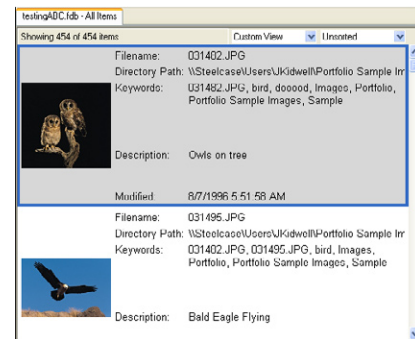 testingABC.fdb - All Items
Showing 454 of 454 items
Custom View
Unsorted
Filename: 031482.JPG
Directory Path: \\Steelcase\Users\JKidwell\Portfolio Sample Im
Keywords: 031482.JPG, bird, dooood, Images, Portfolio,
Portfolio Sample Images, Sample
Description: Owls on tree
Modified: 8/7/1996 5:51:58 AM
Filename: 031495.JPG
Directory Path: \\Steelcase\Users\JKidwell\Portfolio Sample Im
Keywords: 031482.JPG, 031495.JPG, bird, Images,
Portfolio, Portfolio Sample Images, Sample
Description: Bald Eagle Flying